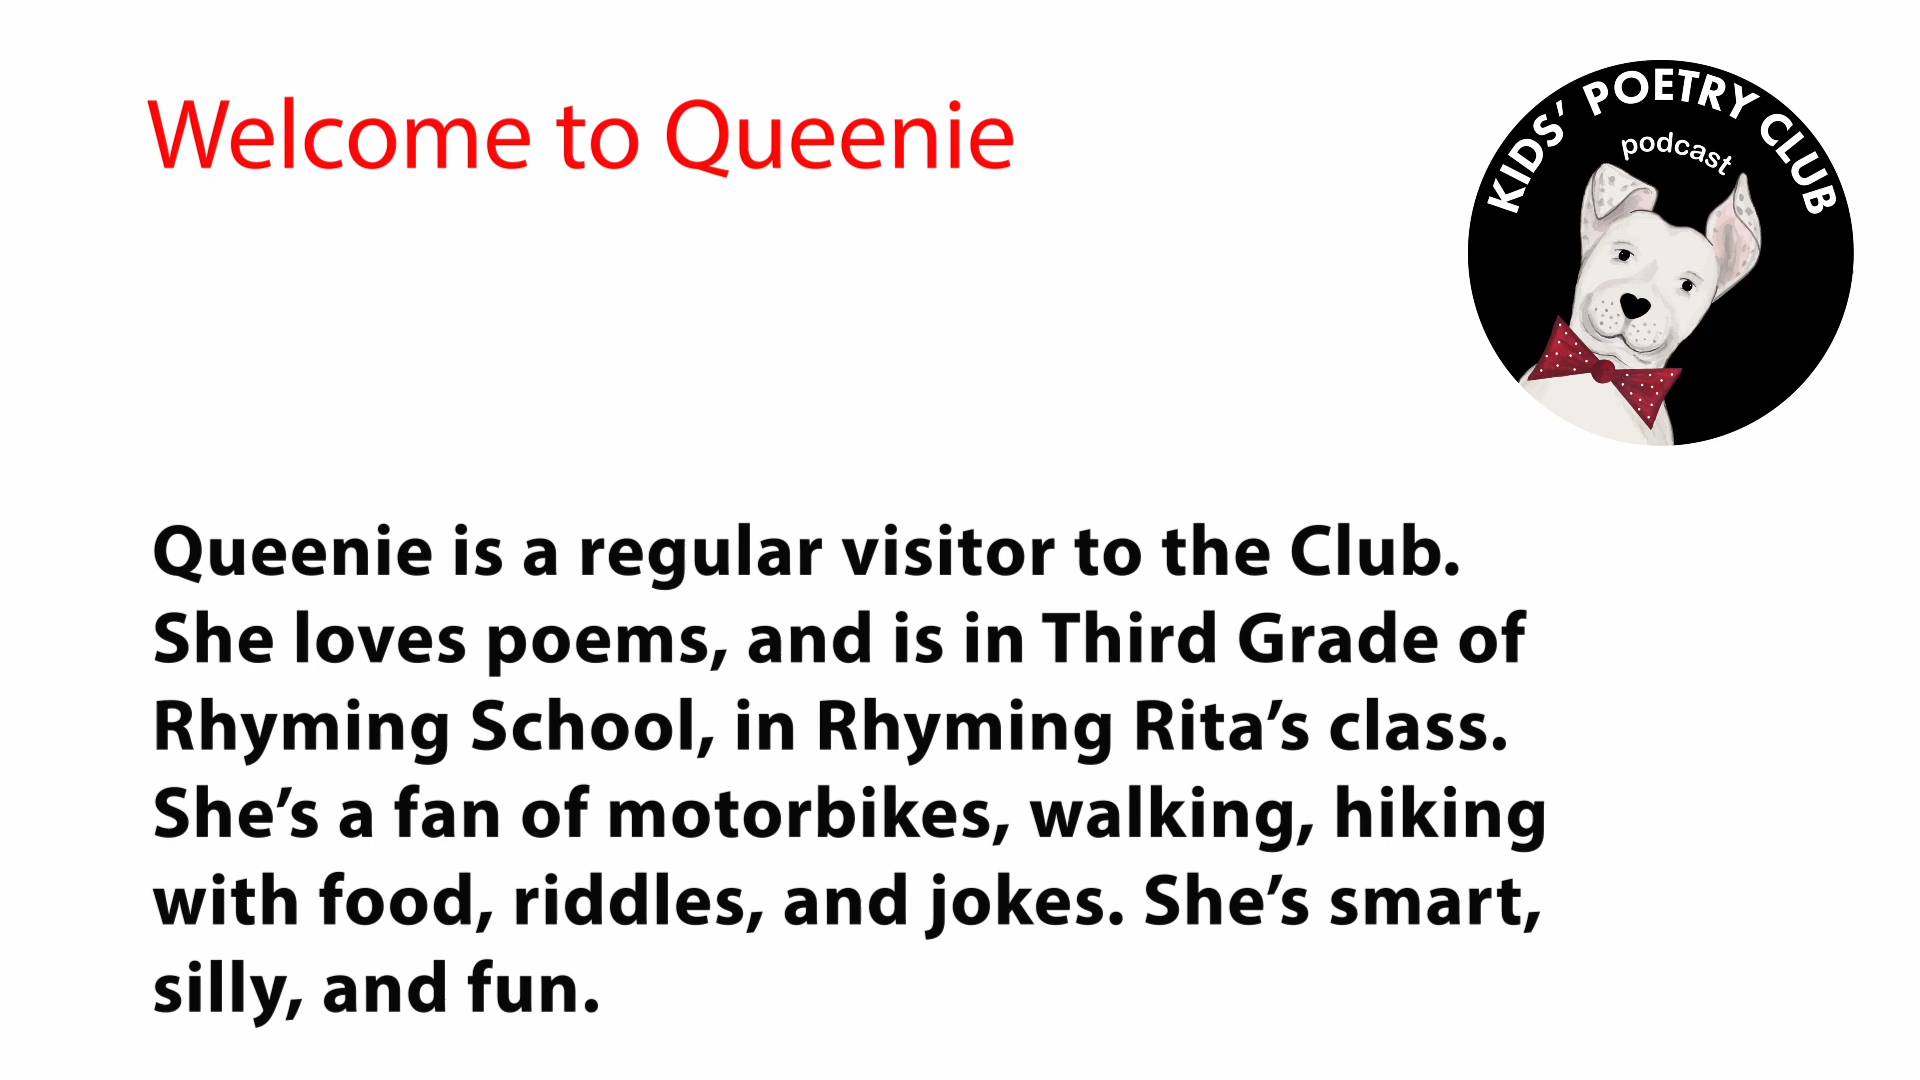 Welcome to Queenie
KIDS’ POETRY CLUB
podcast
Queenie is a regular visitor to the Club.
She loves poems, and is in Third Grade of
Rhyming School, in Rhyming Rita’s class.
She’s a fan of motorbikes, walking, hiking
with food, riddles, and jokes. She’s smart,
silly, and fun.